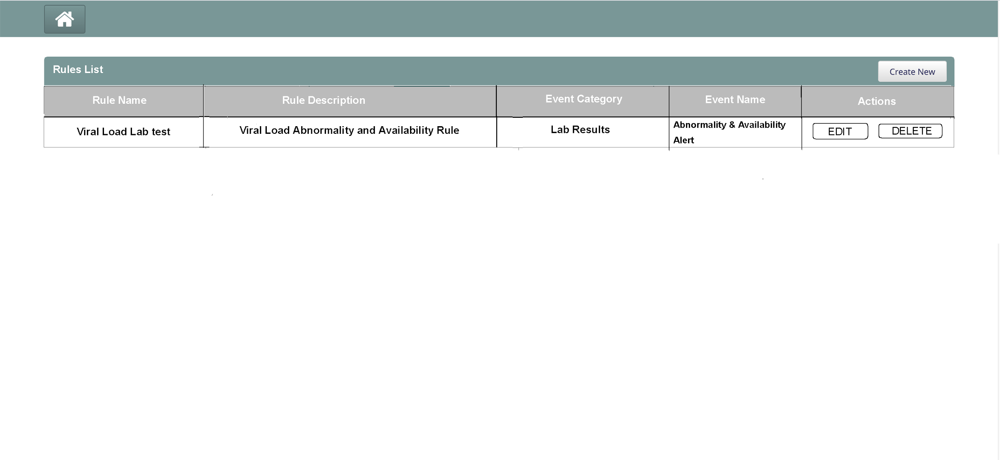 Rules List
Create New
Rule Name
Rule Description
Event Category
Event Name
Actions
Viral Load Lab test
Viral Load Abnormality and Availability Rule
Lab Results
Abnormality & Availability
Alert
EDIT
DELETE